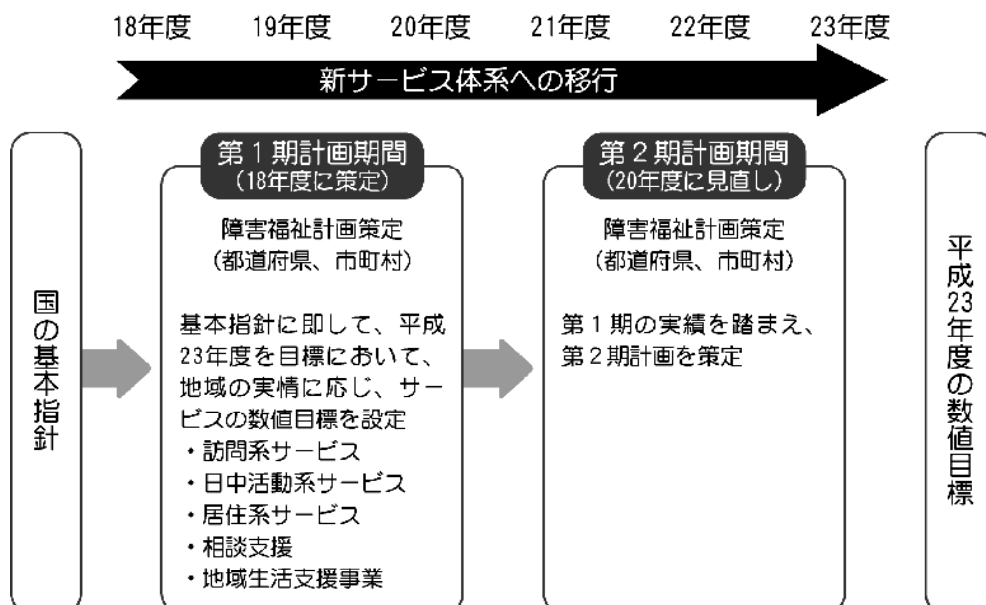 18年度 19年度 20年度 21年度 22年度 23年度
新サービス体系への移行
国の基本指針
第1期計画期間
(18年度に策定)
障害福祉計画策定
(都道府県、市町村)
基本指針に即して、平成
23年度を目標において、
地域の実情に応じ、サー
ビスの数値目標を設定
・訪問系サービス
・日中活動系サービス
・居住系サービス
・相談支援
・地域生活支援事業
第2期計画期間
(20年度に見直し)
障害福祉計画策定
(都道府県、市町村)
第1期の実績を踏まえ、
第2期計画を策定
平成23年度の数値目標